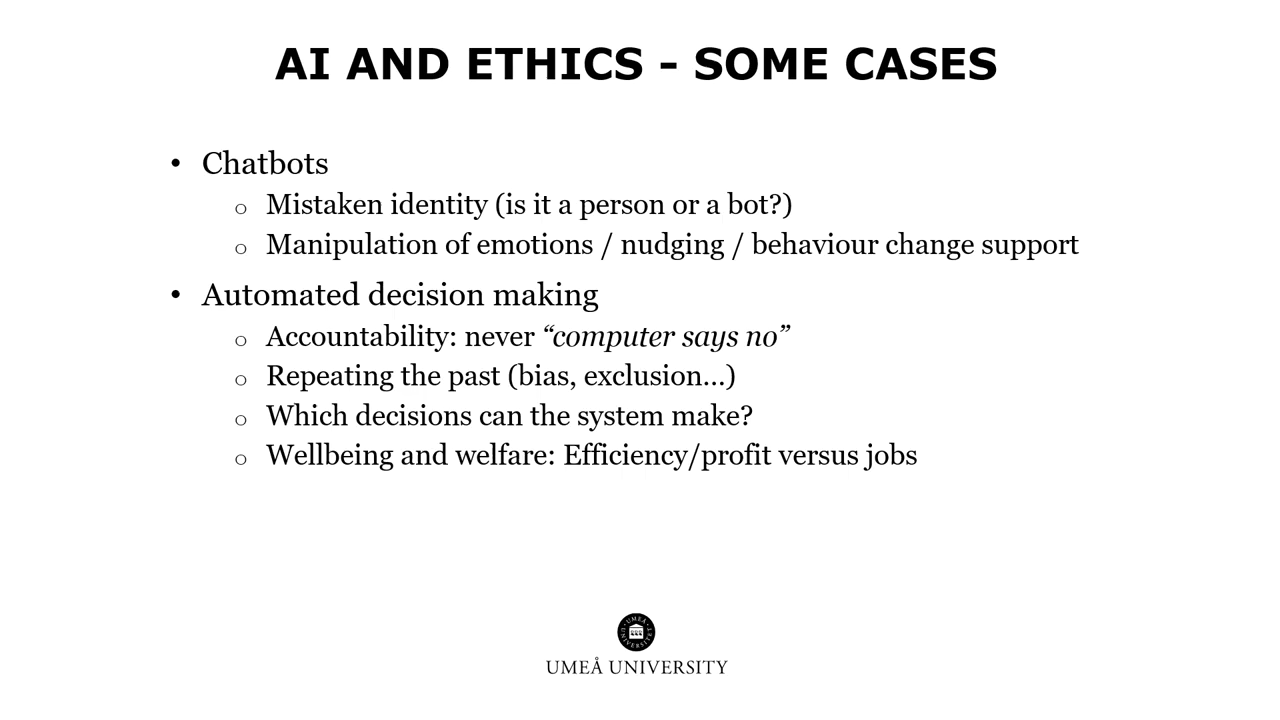 AI AND ETHICS - SOME CASES
• Chatbots
o Mistaken identity (is it a person or a bot?)
o Manipulation of emotions / nudging / behaviour change support
• Automated decision making
o Accountability: never “computer says no”
o Repeating the past (bias, exclusion…)
o Which decisions can the system make?
o Wellbeing and welfare: Efficiency/profit versus jobs
UMEÅ UNIVERSITY